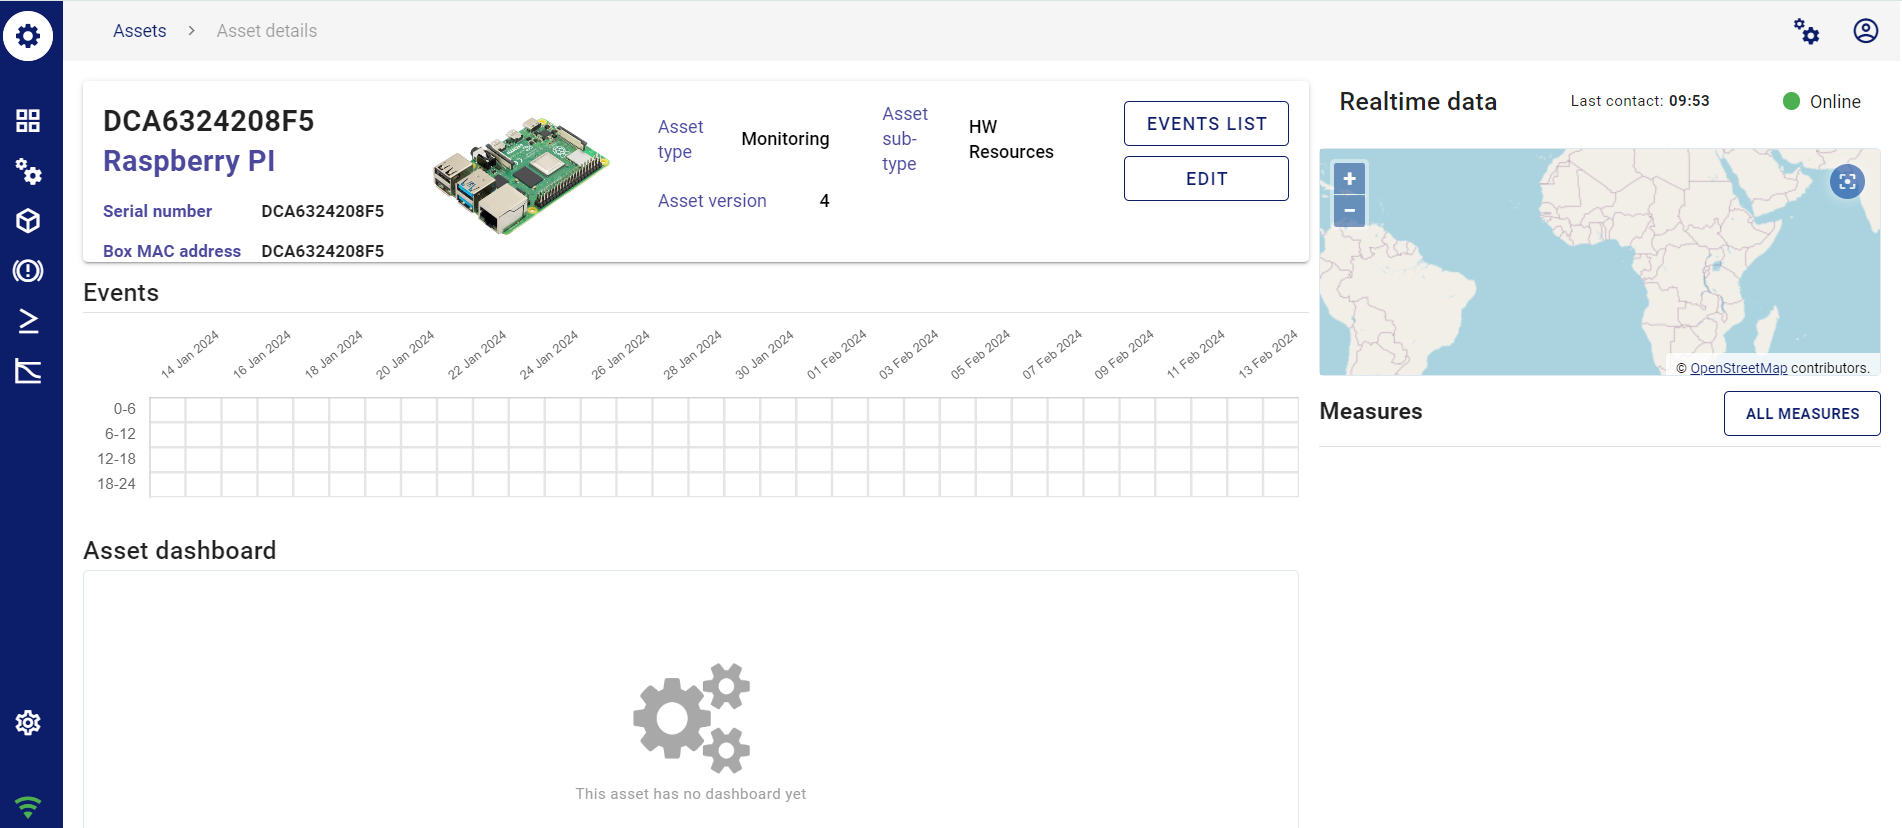 Assets > Asset details
DCA6324208F5
Raspberry PI
Serial number DCA6324208F5
Box MAC address DCA6324208F5
Asset type Monitoring
Asset sub-type HW Resources
Asset version 4
EVENTS LIST
EDIT
Realtime data
Last contact: 09:53
Online
+
−
© OpenStreetMap contributors.
Measures
ALL MEASURES
Events
14 Jan 2024
16 Jan 2024
18 Jan 2024
20 Jan 2024
22 Jan 2024
24 Jan 2024
26 Jan 2024
28 Jan 2024
30 Jan 2024
01 Feb 2024
03 Feb 2024
05 Feb 2024
07 Feb 2024
09 Feb 2024
11 Feb 2024
13 Feb 2024
0-6
6-12
12-18
18-24
Asset dashboard
This asset has no dashboard yet